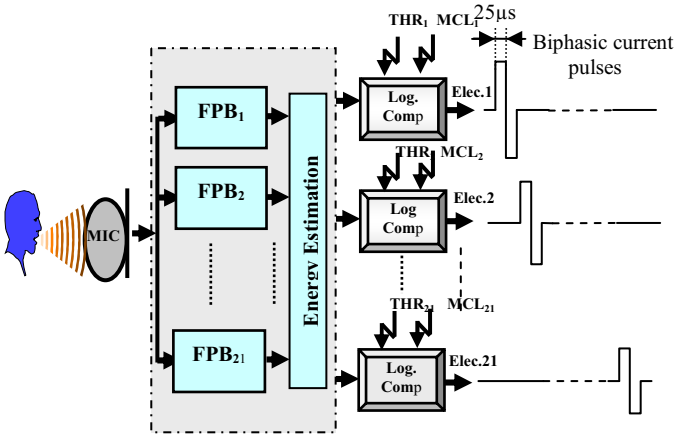 THR₁ MCL₁
25µs
Biphasic current
pulses
FPB₁
Log.
Comp
Elec.1
THR MCL₂
FPB₂
Log
Comp
Elec.2
MIC
Energy Estimation
THR₂₁ MCL₂₁
FPB₂₁
Log.
Comp
Elec.21